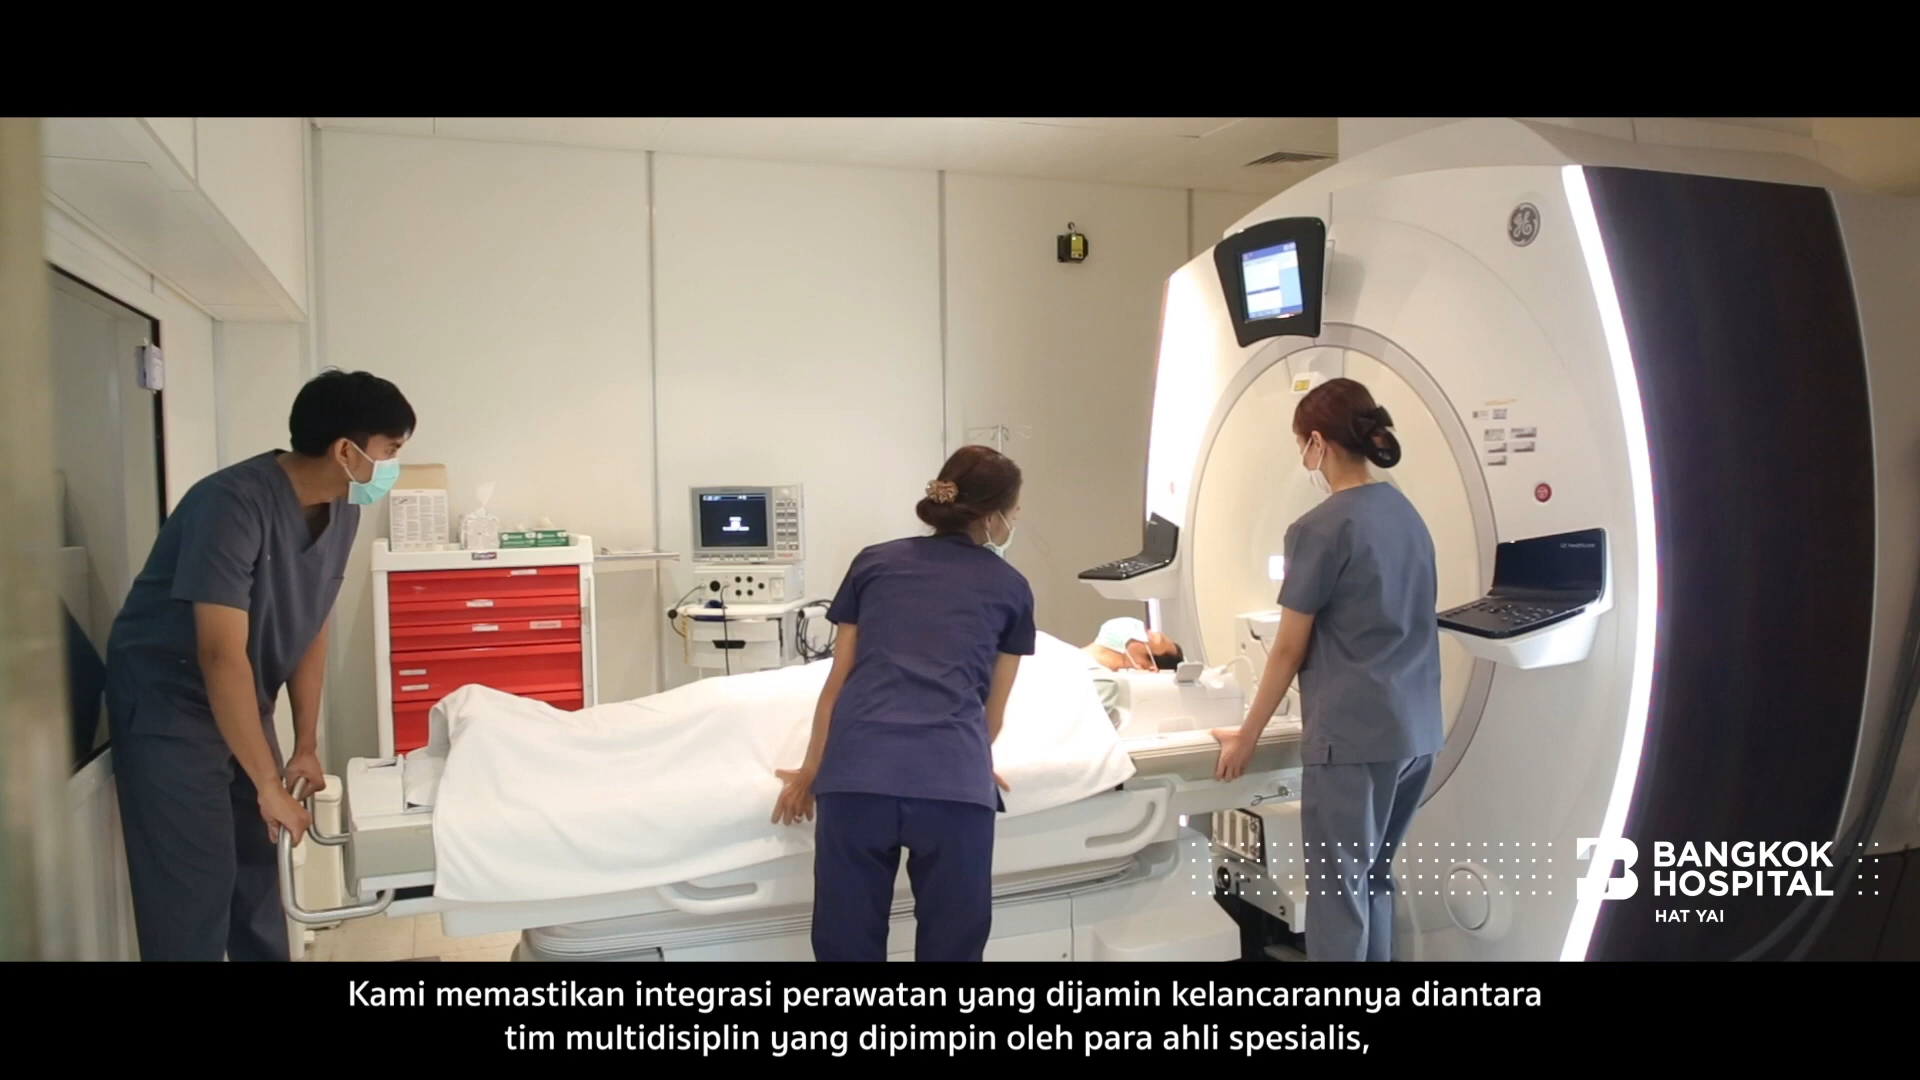 BANGKOK
HOSPITAL
HAT YAI
Kami memastikan integrasi perawatan yang dijamin kelancarannya diantara
tim multidisiplin yang dipimpin oleh para ahli spesialis,